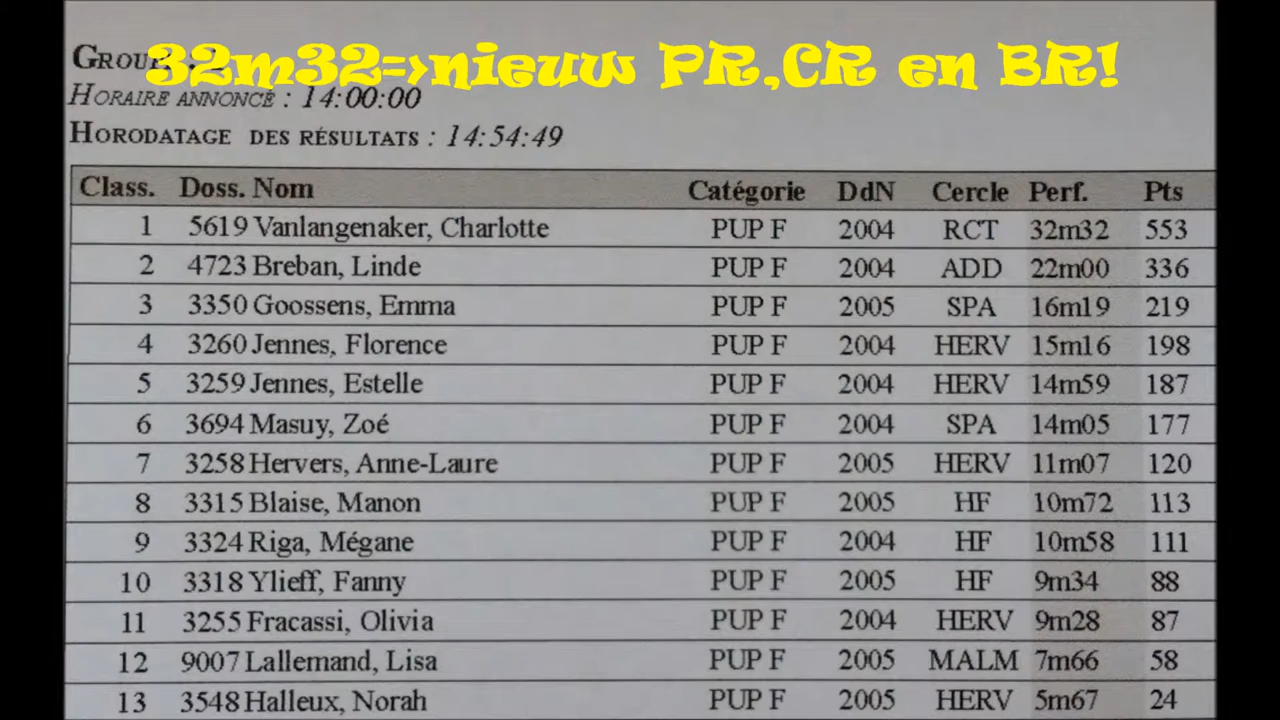 GROUPE : 2
32m32=>nieuw PR,CR en BR!
HORAIRE ANNONCÉ : 14:00:00
HORODATAGE DES RÉSULTATS : 14:54:49
Class. Doss. Nom Catégorie DdN Cercle Perf. Pts
1 5619 Vanlangenaker, Charlotte PUP F 2004 RCT 32m32 553
2 4723 Breban, Linde PUP F 2004 ADD 22m00 336
3 3350 Goossens, Emma PUP F 2005 SPA 16m19 219
4 3260 Jennes, Florence PUP F 2004 HERV 15m16 198
5 3259 Jennes, Estelle PUP F 2004 HERV 14m59 187
6 3694 Masuy, Zoé PUP F 2004 SPA 14m05 177
7 3258 Hervers, Anne-Laure PUP F 2005 HERV 11m07 120
8 3315 Blaise, Manon PUP F 2005 HF 10m72 113
9 3324 Riga, Mégane PUP F 2004 HF 10m58 111
10 3318 Ylieff, Fanny PUP F 2005 HF 9m34 88
11 3255 Fracassi, Olivia PUP F 2004 HERV 9m28 87
12 9007 Lallemand, Lisa PUP F 2005 MALM 7m66 58
13 3548 Halleux, Norah PUP F 2005 HERV 5m67 24